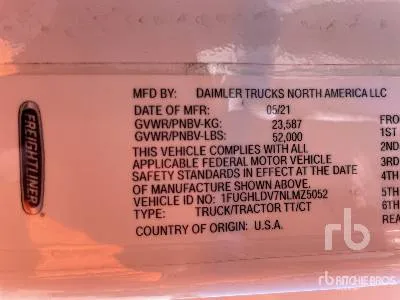 MFD BY: DAIMLER TRUCKS NORTH AMERICA LLC
DATE OF MFR: 05/21
GVWR/PNBV-KG: 23,587
GVWR/PNBV-LBS: 52,000
THIS VEHICLE COMPLIES WITH ALL
APPLICABLE FEDERAL MOTOR VEHICLE
SAFETY STANDARDS IN EFFECT AT THE DATE
OF MANUFACTURE SHOWN ABOVE.
VEHICLE ID NO: 1FUGHLDV7NLMZ5052
TYPE: TRUCK/TRACTOR TT/CT
COUNTRY OF ORIGIN: U.S.A.
FREIGHTLINER
FRO
1ST
2ND
3RD
4TH
5TH
6TH
REA
rb
rb RITCHIE BROS